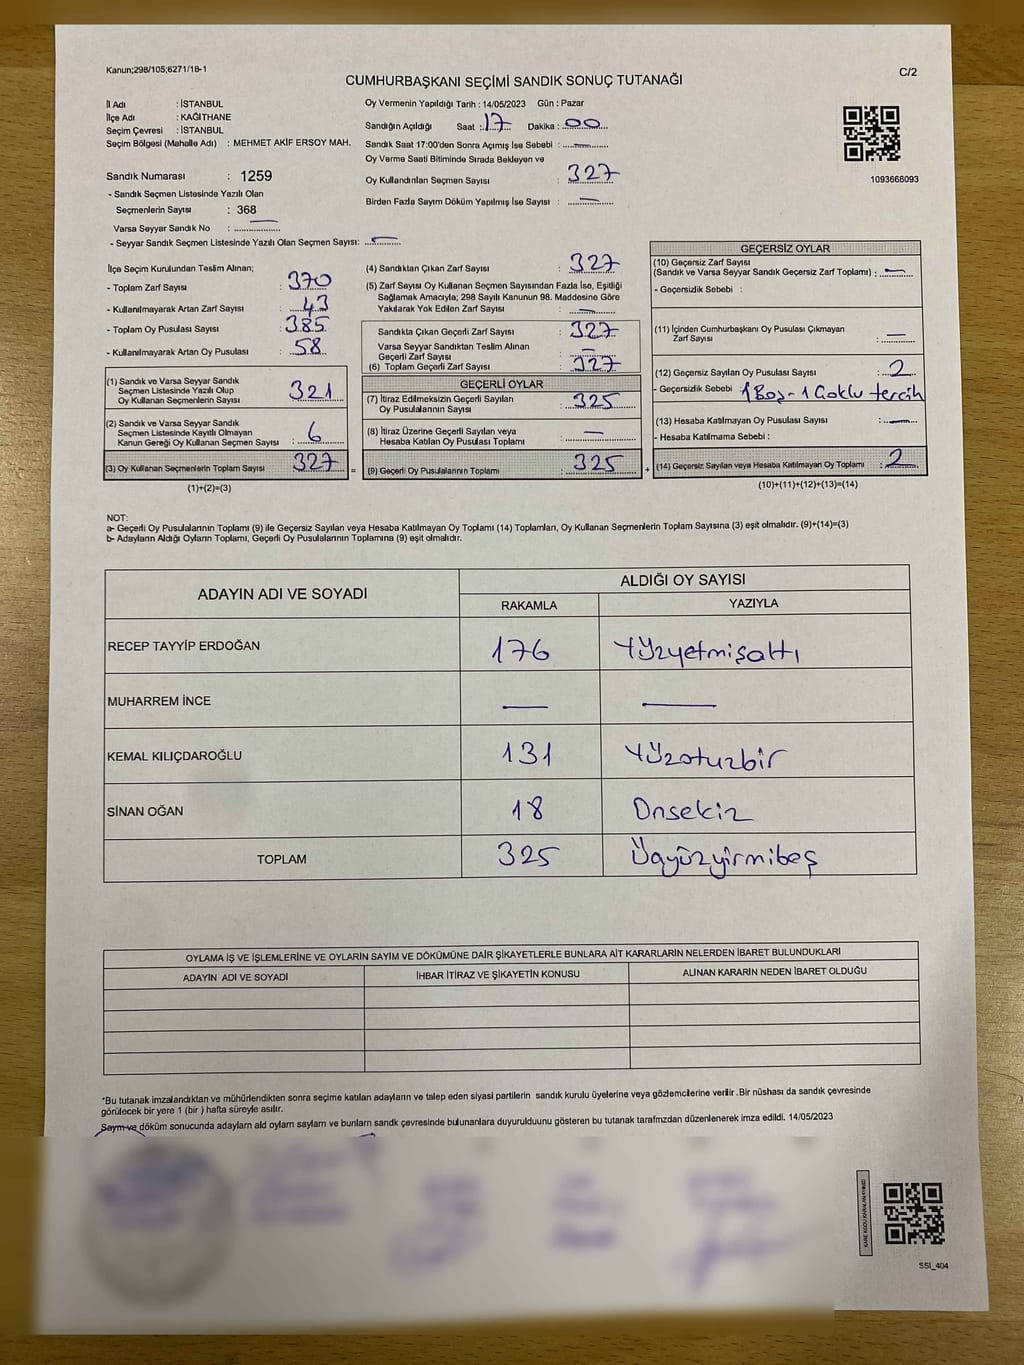 Kanun;298/105;6271/18-1
CUMHURBAŞKANI SEÇİMİ SANDIK SONUÇ TUTANAĞI
C/2
İl Adı : İSTANBUL
İlçe Adı : KAĞITHANE
Seçim Çevresi : İSTANBUL
Seçim Bölgesi (Mahalle Adı) : MEHMET AKİF ERSOY MAH.
Sandık Numarası : 1259
- Sandık Seçmen Listesinde Yazılı Olan
Seçmenlerin Sayısı : 368
Varsa Seyyar Sandık No : —
- Seyyar Sandık Seçmen Listesinde Yazılı Olan Seçmen Sayısı: —
Oy Vermenin Yapıldığı Tarih : 14/05/2023 Gün : Pazar
Sandığın Açıldığı Saat : 17 Dakika : 00
Sandık Saat 17:00'den Sonra Açımış İse Sebebi : —
Oy Verme Saati Bitiminde Sırada Bekleyen ve
Oy Kullandırılan Seçmen Sayısı : 327
Birden Fazla Sayım Döküm Yapılmış İse Sayısı : —
1093668093
İlçe Seçim Kurulundan Teslim Alınan;
- Toplam Zarf Sayısı : 370
- Kullanılmayarak Artan Zarf Sayısı : 43
- Toplam Oy Pusulası Sayısı : 385
- Kullanılmayarak Artan Oy Pusulası : 58
(1) Sandık ve Varsa Seyyar Sandık
Seçmen Listesinde Yazılı Olup
Oy Kullanan Seçmenlerin Sayısı : 321
(2) Sandık ve Varsa Seyyar Sandık
Seçmen Listesinde Kayıtlı Olmayan
Kanun Gereği Oy Kullanan Seçmen Sayısı : 6
(3) Oy Kullanan Seçmenlerin Toplam Sayısı : 327 =
(1)+(2)=(3)
(4) Sandıktan Çıkan Zarf Sayısı : 327
(5) Zarf Sayısı Oy Kullanan Seçmen Sayısından Fazla İse, Eşitliği
Sağlamak Amacıyla; 298 Sayılı Kanunun 98. Maddesine Göre
Yakılarak Yok Edilen Zarf Sayısı : —
Sandıkta Çıkan Geçerli Zarf Sayısı : 327
Varsa Seyyar Sandıktan Teslim Alınan
Geçerli Zarf Sayısı : —
(6) Toplam Geçerli Zarf Sayısı : 327
GEÇERLİ OYLAR
(7) İtiraz Edilmeksizin Geçerli Sayılan
Oy Pusulalarının Sayısı : 325
(8) İtiraz Üzerine Geçerli Sayılan veya
Hesaba Katılan Oy Pusulası Toplamı : —
(9) Geçerli Oy Pusulalarının Toplamı : 325 +
GEÇERSİZ OYLAR
(10) Geçersiz Zarf Sayısı
(Sandık ve Varsa Seyyar Sandık Geçersiz Zarf Toplamı) : —
- Geçersizlik Sebebi :
(11) İçinden Cumhurbaşkanı Oy Pusulası Çıkmayan
Zarf Sayısı : —
(12) Geçersiz Sayılan Oy Pusulası Sayısı : 2
- Geçersizlik Sebebi : 1 Boş - 1 Çoklu tercih
(13) Hesaba Katılmayan Oy Pusulası Sayısı : —
- Hesaba Katılmama Sebebi :
(14) Geçersiz Sayılan veya Hesaba Katılmayan Oy Toplamı : 2
(10)+(11)+(12)+(13)=(14)
NOT:
a- Geçerli Oy Pusulalarının Toplamı (9) ile Geçersiz Sayılan veya Hesaba Katılmayan Oy Toplamı (14) Toplamları, Oy Kullanan Seçmenlerin Toplam Sayısına (3) eşit olmalıdır. (9)+(14)=(3)
b- Adayların Aldığı Oyların Toplamı, Geçerli Oy Pusulalarının Toplamına (9) eşit olmalıdır.
ADAYIN ADI VE SOYADI
ALDIĞI OY SAYISI
RAKAMLA YAZIYLA
RECEP TAYYİP ERDOĞAN 176 Yüzyetmişaltı
MUHARREM İNCE — —
KEMAL KILIÇDAROĞLU 131 Yüzotuzbir
SİNAN OĞAN 18 Onsekiz
TOPLAM 325 Üçyüzyirmibeş
OYLAMA İŞ VE İŞLEMLERİNE VE OYLARIN SAYIM VE DÖKÜMÜNE DAİR ŞİKAYETLERLE BUNLARA AİT KARARLARIN NELERDEN İBARET BULUNDUKLARI
ADAYIN ADI VE SOYADI İHBAR İTİRAZ VE ŞİKAYETİN KONUSU ALINAN KARARIN NEDEN İBARET OLDUĞU
*Bu tutanak imzalandıktan ve mühürlendikten sonra seçime katılan adayların ve talep eden siyasi partilerin sandık kurulu üyelerine veya gözlemcilerine verilir .Bir nüshası da sandık çevresinde
görülecek bir yere 1 (bir ) hafta süreyle asılır.
Sayım ve döküm sonucunda adayların ald oyların sayların ve bunların sandk çevresinde bulunanlara duyurulduunu gösteren bu tutanak tarafmzdan düzenlenerek imza edildi. 14/05/2023
SSİ_404